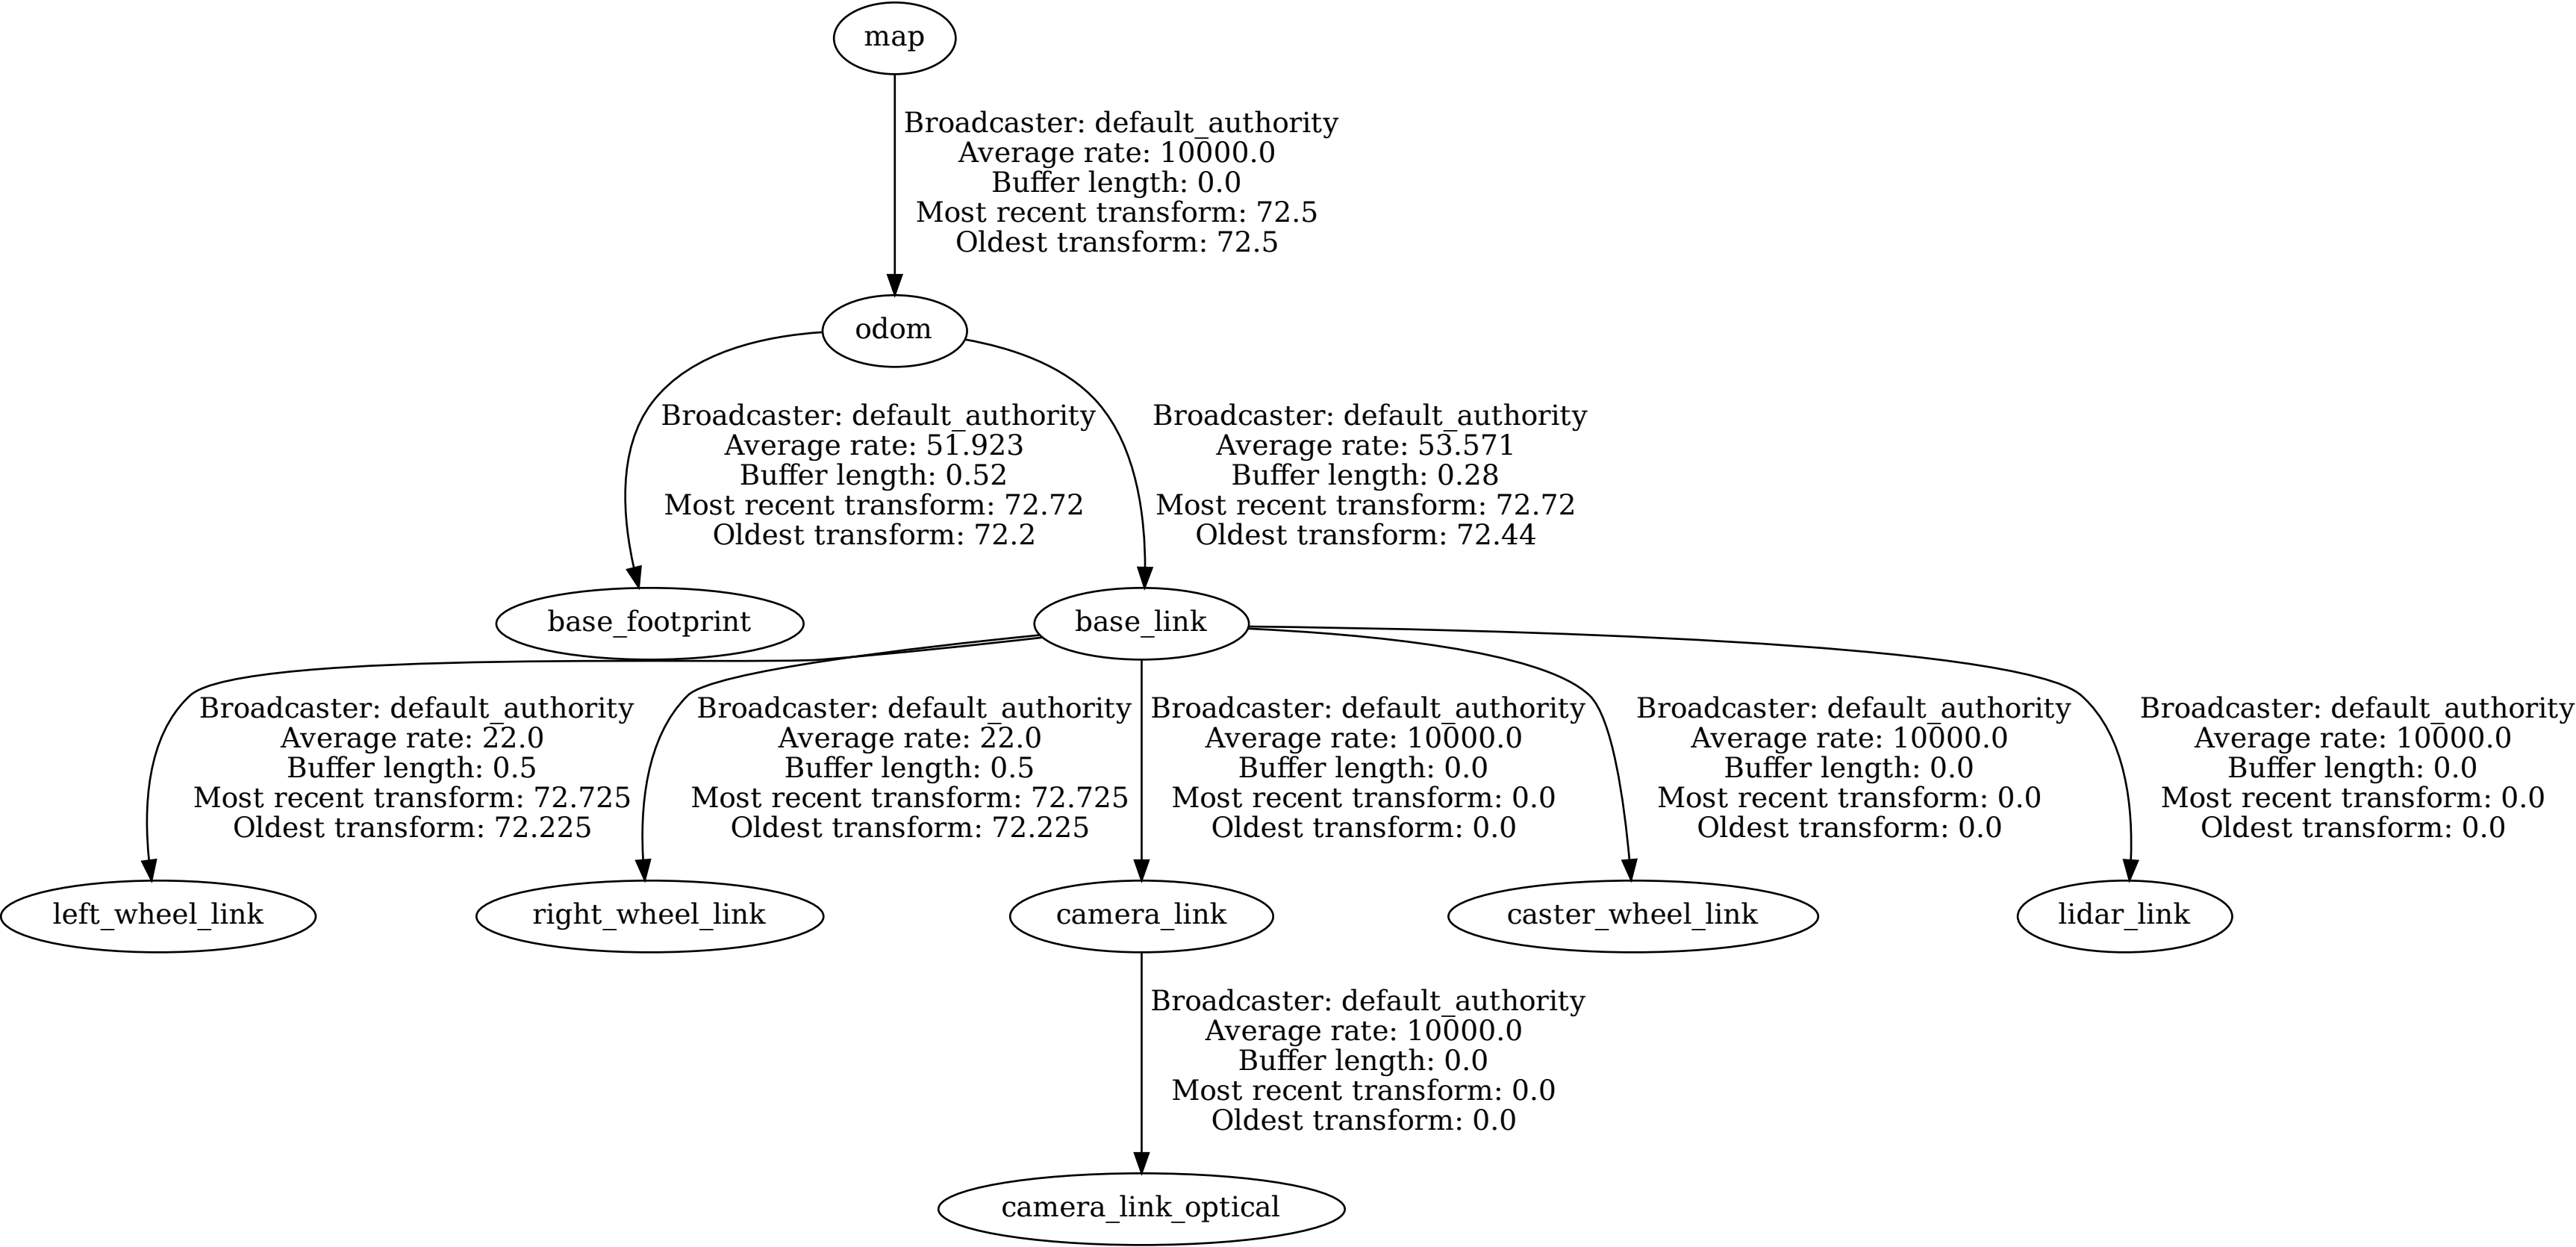 map
Broadcaster: default_authority
Average rate: 10000.0
Buffer length: 0.0
Most recent transform: 72.5
Oldest transform: 72.5
odom
Broadcaster: default_authority
Average rate: 51.923
Buffer length: 0.52
Most recent transform: 72.72
Oldest transform: 72.2
Broadcaster: default_authority
Average rate: 53.571
Buffer length: 0.28
Most recent transform: 72.72
Oldest transform: 72.44
base_footprint
base_link
Broadcaster: default_authority
Average rate: 22.0
Buffer length: 0.5
Most recent transform: 72.725
Oldest transform: 72.225
Broadcaster: default_authority
Average rate: 22.0
Buffer length: 0.5
Most recent transform: 72.725
Oldest transform: 72.225
Broadcaster: default_authority
Average rate: 10000.0
Buffer length: 0.0
Most recent transform: 0.0
Oldest transform: 0.0
Broadcaster: default_authority
Average rate: 10000.0
Buffer length: 0.0
Most recent transform: 0.0
Oldest transform: 0.0
Broadcaster: default_authority
Average rate: 10000.0
Buffer length: 0.0
Most recent transform: 0.0
Oldest transform: 0.0
left_wheel_link
right_wheel_link
camera_link
caster_wheel_link
lidar_link
Broadcaster: default_authority
Average rate: 10000.0
Buffer length: 0.0
Most recent transform: 0.0
Oldest transform: 0.0
camera_link_optical